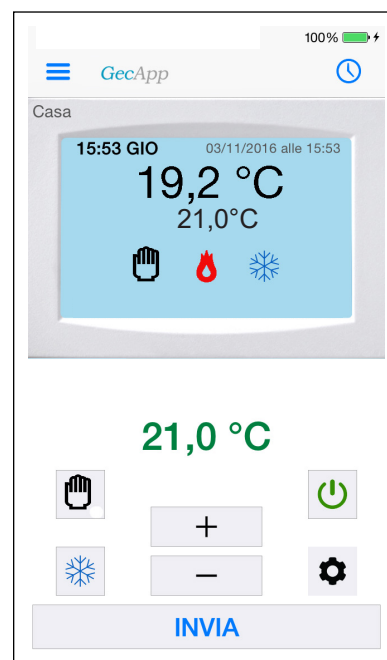 100%
GecApp
Casa
15:53 GIO 03/11/2016 alle 15:53
19,2 °C
21,0°C
21,0 °C
+
−
INVIA